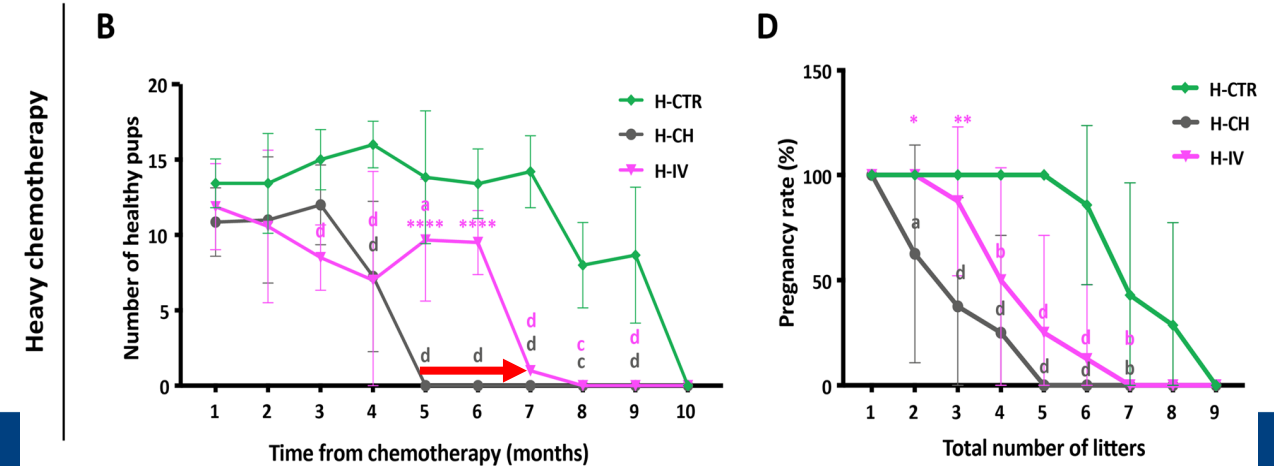 Heavy chemotherapy
B
Number of healthy pups
20
15
10
5
0
H-CTR
H-CH
H-IV
d
d
d
a
**** ****
d
d
d
d
c
c
d
d
1 2 3 4 5 6 7 8 9 10
Time from chemotherapy (months)
D
Pregnancy rate (%)
150
100
50
0
H-CTR
H-CH
H-IV
* **
a
d
b
d
d
d
d
d
b
b
1 2 3 4 5 6 7 8 9
Total number of litters